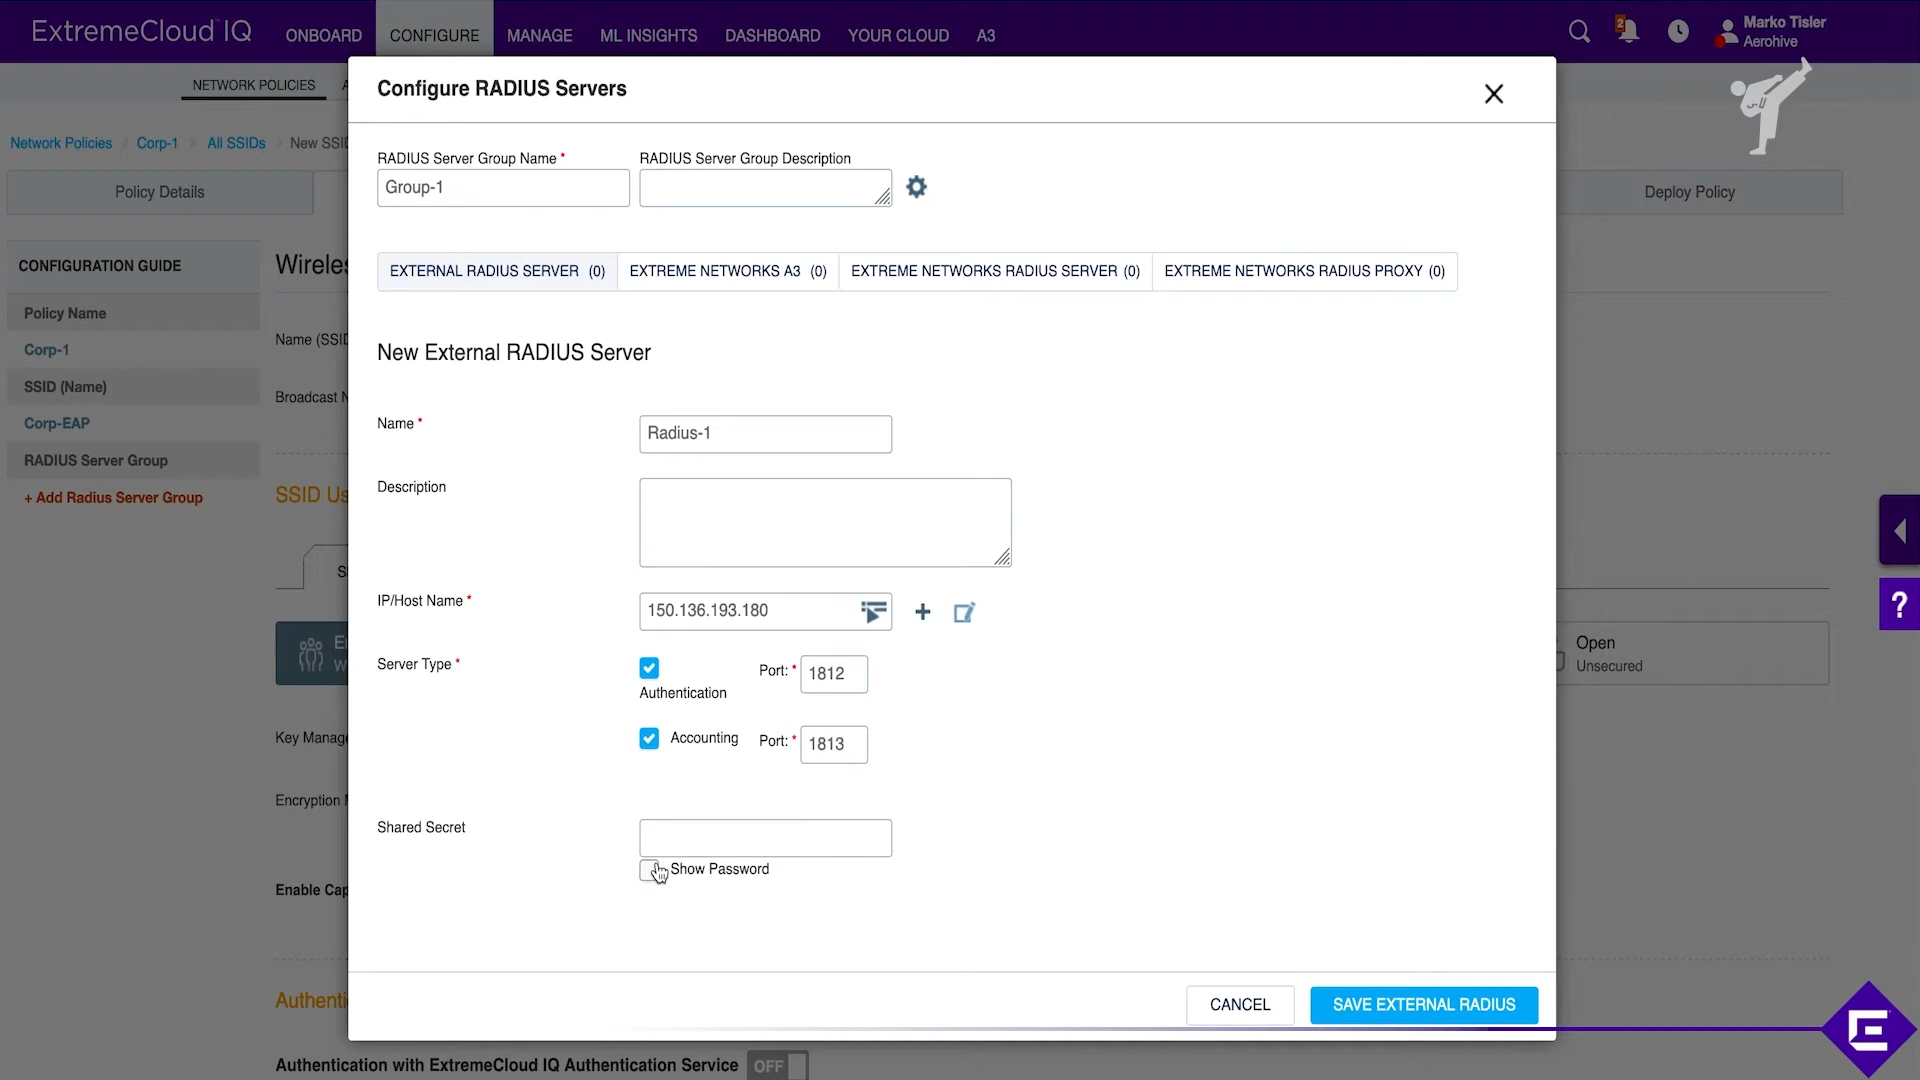 ExtremeCloud IQ
ONBOARD
CONFIGURE
MANAGE
ML INSIGHTS
DASHBOARD
YOUR CLOUD
A3
2
Marko Tisler
Aerohive
NETWORK POLICIES
Configure RADIUS Servers
Network Policies
Corp-1
All SSIDs
New SSID
RADIUS Server Group Name *
RADIUS Server Group Description
Group-1
Policy Details
Deploy Policy
CONFIGURATION GUIDE
Policy Name
Corp-1
SSID (Name)
Corp-EAP
RADIUS Server Group
+ Add Radius Server Group
EXTERNAL RADIUS SERVER (0)
EXTREME NETWORKS A3 (0)
EXTREME NETWORKS RADIUS SERVER (0)
EXTREME NETWORKS RADIUS PROXY (0)
New External RADIUS Server
Name *
Radius-1
Description
IP/Host Name *
150.136.193.180
Server Type *
Authentication
Port: *
1812
Accounting
Port: *
1813
Shared Secret
Show Password
Open
Unsecured
?
CANCEL
SAVE EXTERNAL RADIUS
Authentication with ExtremeCloud IQ Authentication Service
OFF